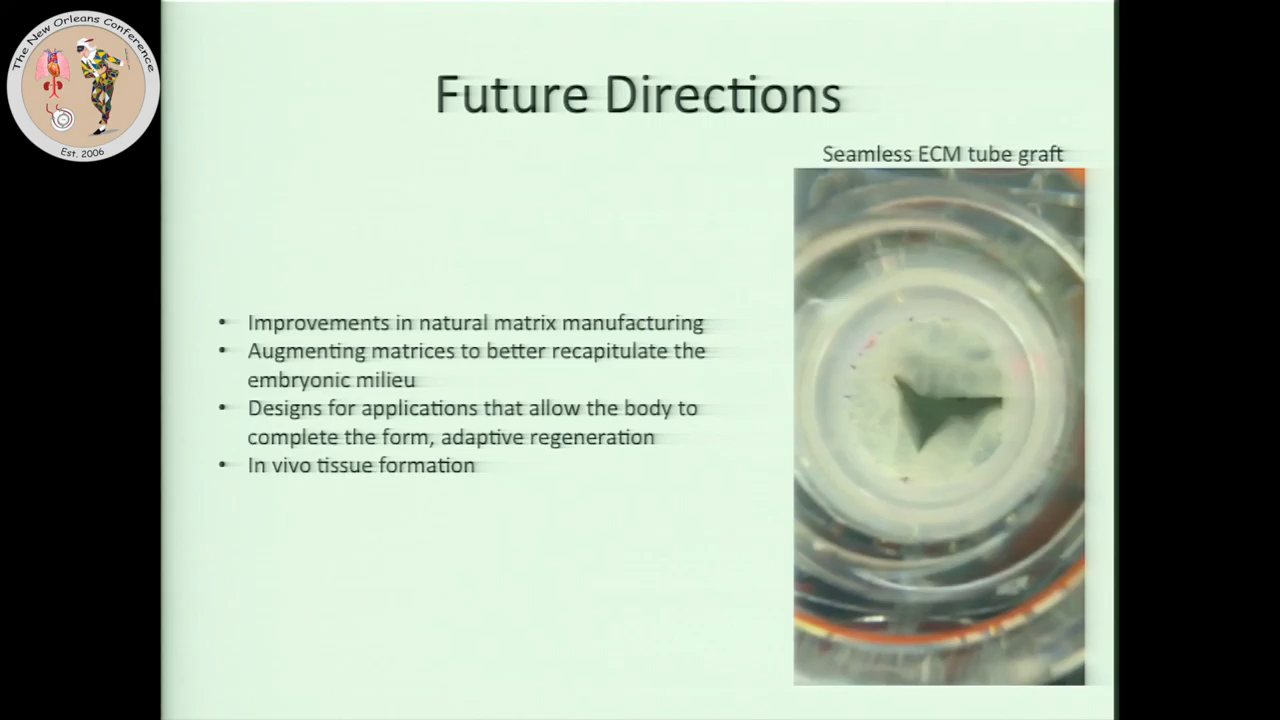 The New Orleans Conference
Est. 2006
Future Directions
Seamless ECM tube graft
• Improvements in natural matrix manufacturing
• Augmenting matrices to better recapitulate the
embryonic milieu
• Designs for applications that allow the body to
complete the form, adaptive regeneration
• In vivo tissue formation